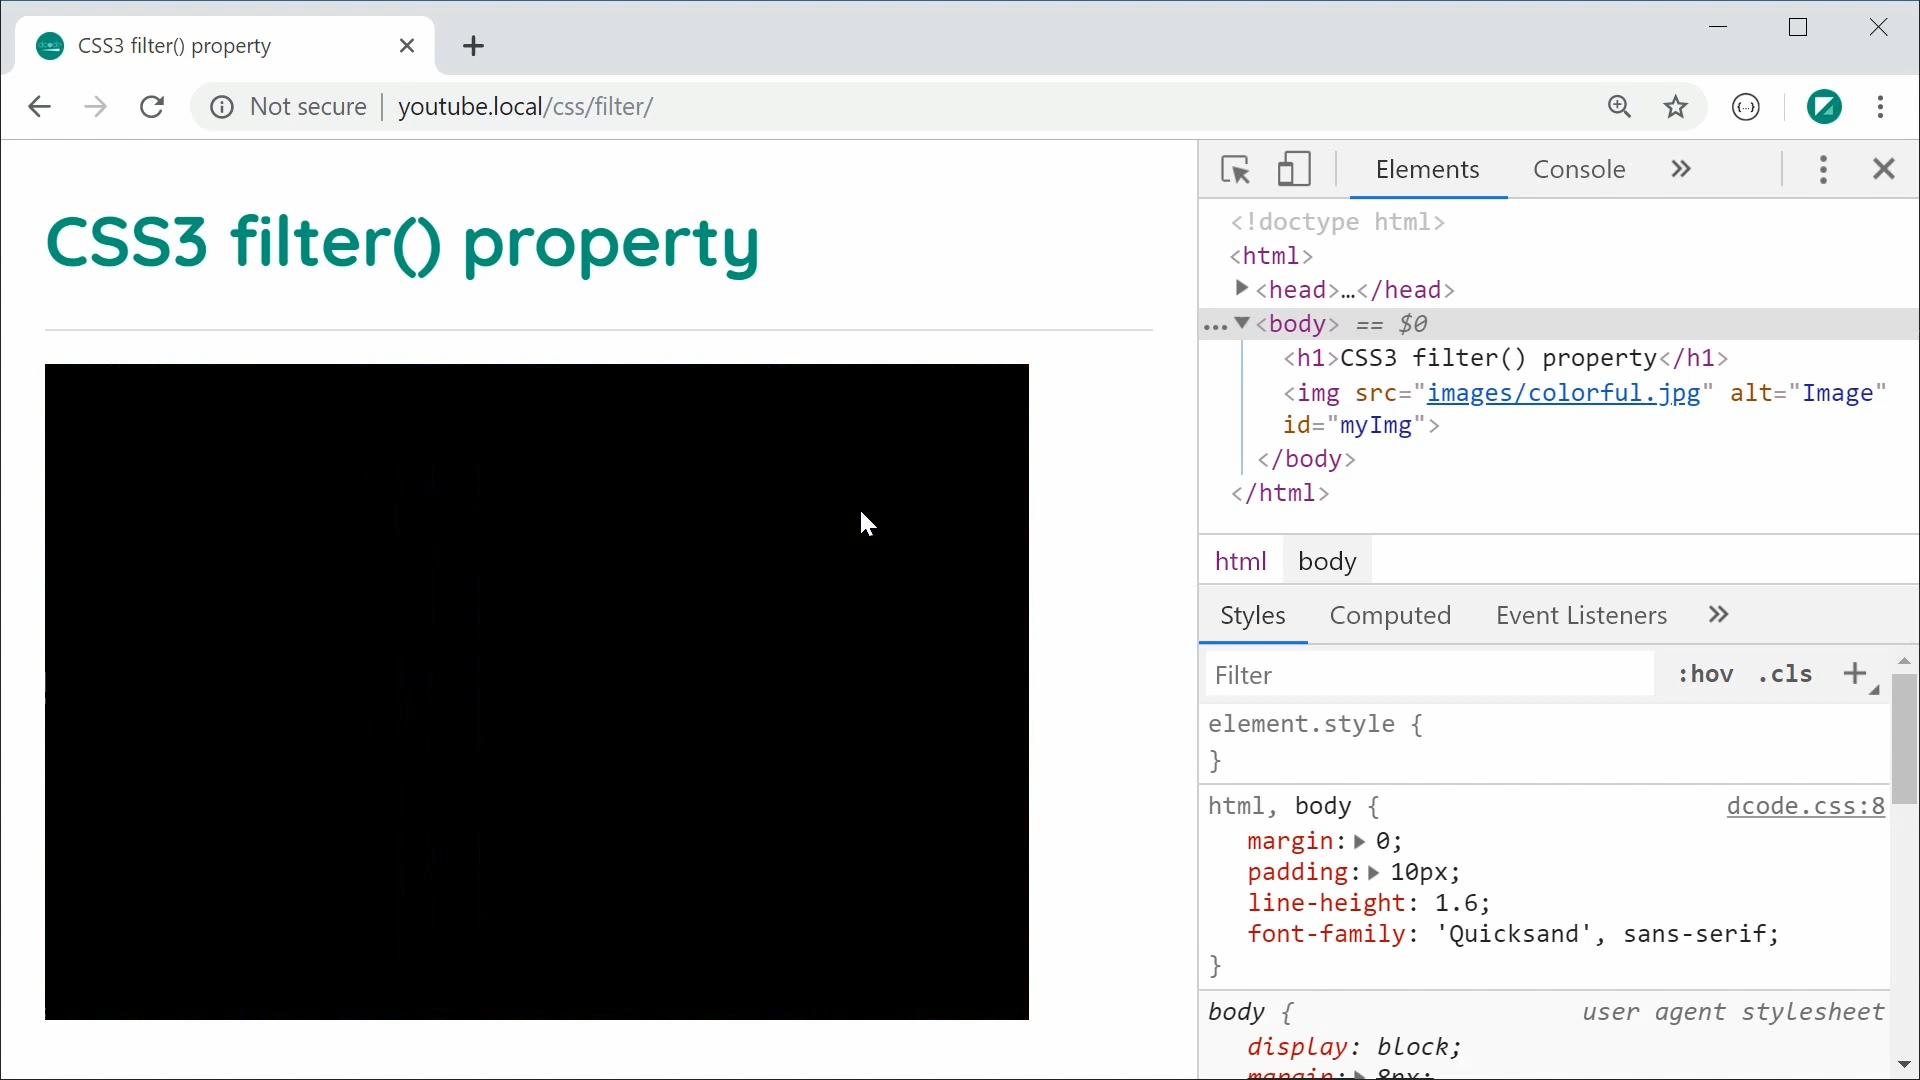 CSS3 filter() property
Not secure | youtube.local/css/filter/
CSS3 filter() property
Elements Console
<!doctype html>
<html>
<head>…</head>
<body> == $0
<h1>CSS3 filter() property</h1>
<img src="images/colorful.jpg" alt="Image"
id="myImg">
</body>
</html>
html body
Styles Computed Event Listeners
Filter :hov .cls
element.style {
}
html, body { dcode.css:8
margin: 0;
padding: 10px;
line-height: 1.6;
font-family: 'Quicksand', sans-serif;
}
body { user agent stylesheet
display: block;
margin: 8px;